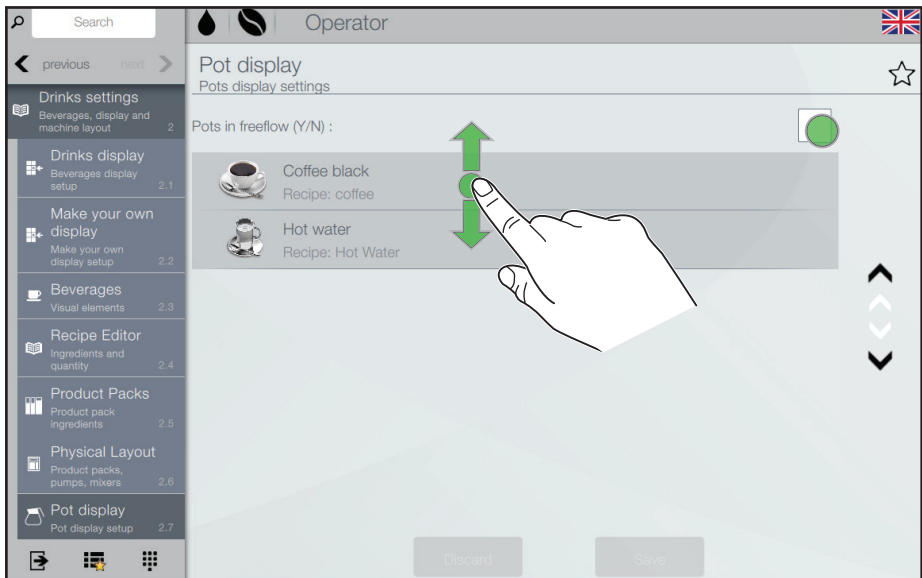 Search
Operator
previous
next
Pot display
Pots display settings
Drinks settings
Beverages, display and
machine layout 2
Pots in freeflow (Y/N) :
Drinks display
Beverages display
setup 2.1
Coffee black
Recipe: coffee
Make your own
display
Make your own
display setup 2.2
Hot water
Recipe: Hot Water
Beverages
Visual elements 2.3
Recipe Editor
Ingredients and
quantity 2.4
Product Packs
Product pack
ingredients 2.5
Physical Layout
Product packs,
pumps, mixers 2.6
Pot display
Pot display setup 2.7
Discard
Save